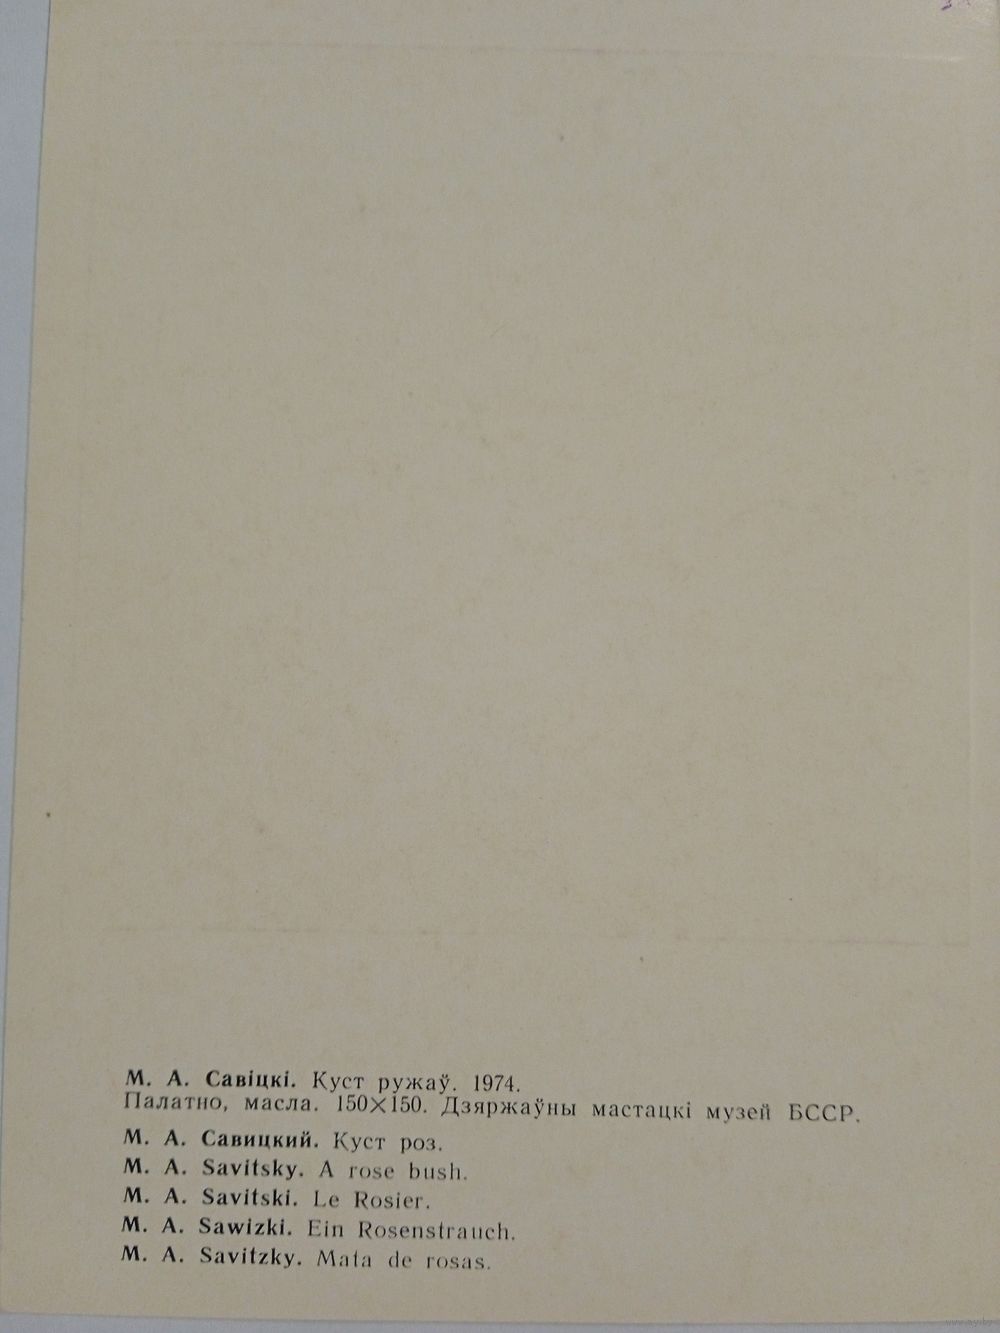 М. А. Савіцкі. Куст ружаў. 1974.
Палатно, масла. 150×150. Дзяржаўны мастацкі музей БССР.
М. А. Савицкий. Куст роз.
M. A. Savitsky. A rose bush.
M. A. Savitski. Le Rosier.
M. A. Sawizki. Ein Rosenstrauch.
M. A. Savitzky. Mata de rosas.